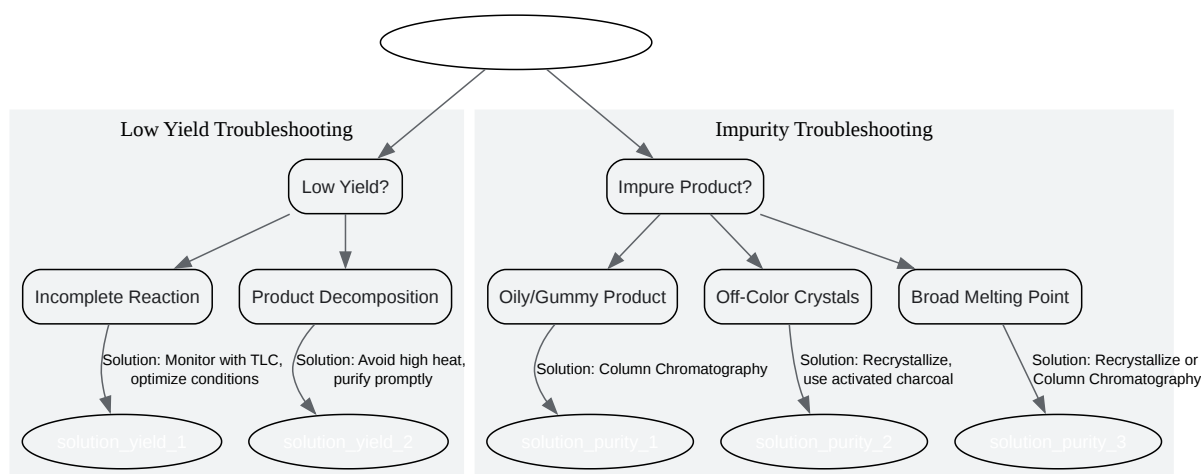 Low Yield Troubleshooting
Impurity Troubleshooting
Low Yield?
Impure Product?
Incomplete Reaction
Product Decomposition
Oily/Gummy Product
Off-Color Crystals
Broad Melting Point
Solution: Monitor with TLC,
optimize conditions
Solution: Avoid high heat,
purify promptly
Solution: Column Chromatography
Solution: Recrystallize,
use activated charcoal
Solution: Recrystallize or
Column Chromatography
solution_yield_1
solution_yield_2
solution_purity_1
solution_purity_2
solution_purity_3